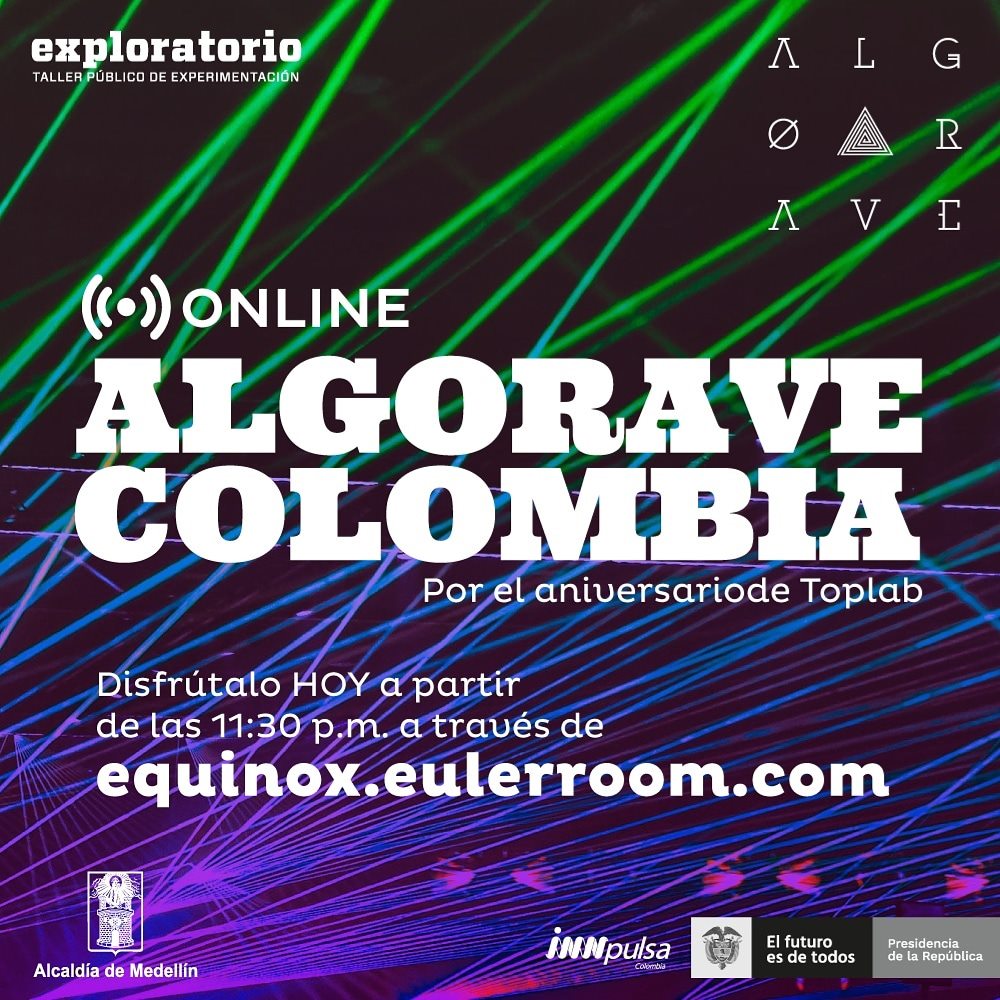 exploratorio
TALLER PÚBLICO DE EXPERIMENTACIÓN
Λ L G
Ø R
Λ V E
ONLINE
ALGORAVE
COLOMBIA
Por el aniversariode Toplab
Disfrútalo HOY a partir
de las 11:30 p.m. a través de
equinox.eulerroom.com
Alcaldía de Medellín
innpulsa
Colombia
El futuro
es de todos
Presidencia
de la República